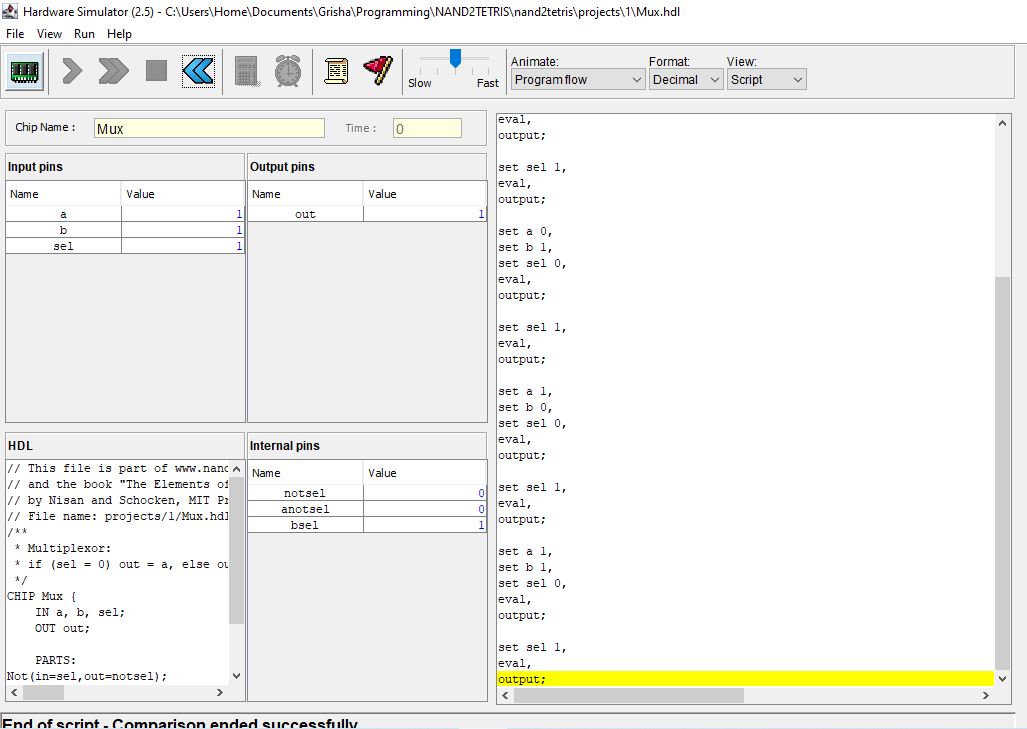 Hardware Simulator (2.5) - C:\Users\Home\Documents\Grisha\Programming\NAND2TETRIS\nand2tetris\projects\1\Mux.hdl
File View Run Help
Slow Fast
Animate: Format: View:
Program flow Decimal Script
Chip Name : Mux Time : 0
Input pins
Name Value
a 1
b 1
sel 1
Output pins
Name Value
out 1
HDL
// This file is part of www.nand
// and the book "The Elements of
// by Nisan and Schocken, MIT Pr
// File name: projects/1/Mux.hdl
/**
* Multiplexor:
* if (sel = 0) out = a, else ou
*/
CHIP Mux {
IN a, b, sel;
OUT out;
PARTS:
Not(in=sel,out=notsel);
Internal pins
Name Value
notsel 0
anotsel 0
bsel 1
eval,
output;
set sel 1,
eval,
output;
set a 0,
set b 1,
set sel 0,
eval,
output;
set sel 1,
eval,
output;
set a 1,
set b 0,
set sel 0,
eval,
output;
set sel 1,
eval,
output;
set a 1,
set b 1,
set sel 0,
eval,
output;
set sel 1,
eval,
output;
End of script - Comparison ended successfully